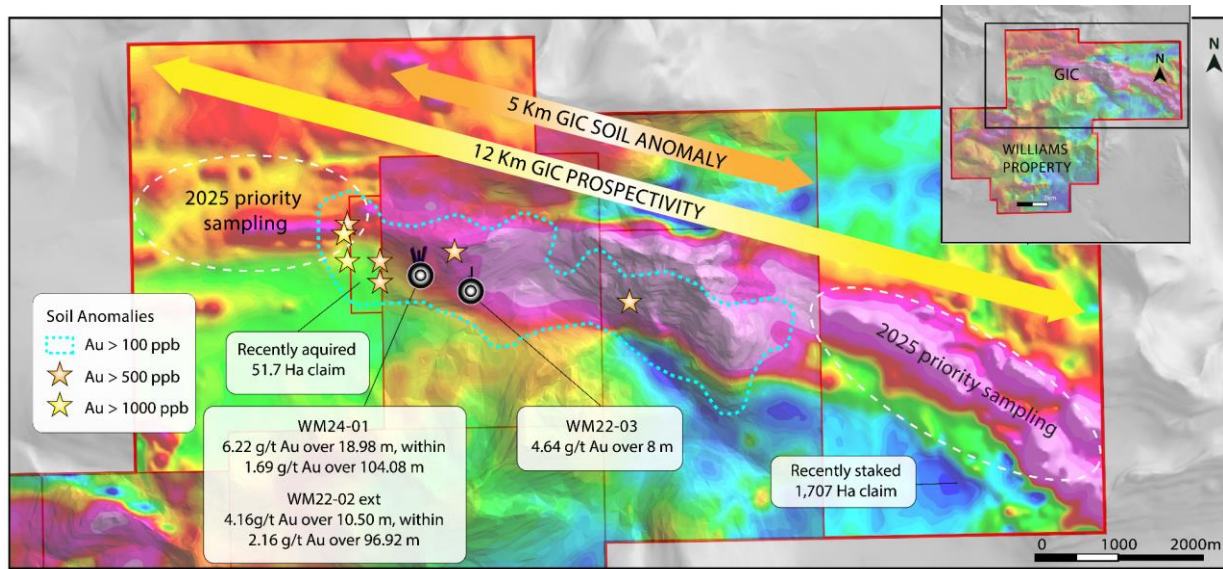 5 Km GIC SOIL ANOMALY
12 Km GIC PROSPECTIVITY
N
GIC
N
WILLIAMS
PROPERTY
2025 priority
sampling
Soil Anomalies
Au > 100 ppb
Au > 500 ppb
Au > 1000 ppb
Recently aquired
51.7 Ha claim
WM24-01
6.22 g/t Au over 18.98 m, within
1.69 g/t Au over 104.08 m
WM22-02 ext
4.16g/t Au over 10.50 m, within
2.16 g/t Au over 96.92 m
WM22-03
4.64 g/t Au over 8 m
2025 priority sampling
Recently staked
1,707 Ha claim
0 1000 2000m